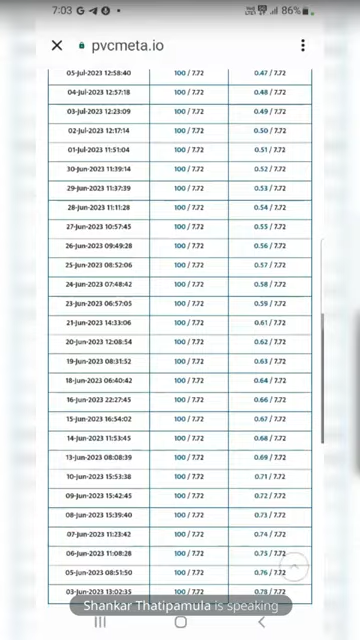 7:03 G 86%
pvcmeta.io
05-Jul-2023 12:58:40 100 / 7.72 0.47 / 7.72
04-Jul-2023 12:57:18 100 / 7.72 0.48 / 7.72
03-Jul-2023 12:23:09 100 / 7.72 0.49 / 7.72
02-Jul-2023 12:17:14 100 / 7.72 0.50 / 7.72
01-Jul-2023 11:51:04 100 / 7.72 0.51 / 7.72
30-Jun-2023 11:39:14 100 / 7.72 0.52 / 7.72
29-Jun-2023 11:37:39 100 / 7.72 0.53 / 7.72
28-Jun-2023 11:11:28 100 / 7.72 0.54 / 7.72
27-Jun-2023 10:57:45 100 / 7.72 0.55 / 7.72
26-Jun-2023 09:49:28 100 / 7.72 0.56 / 7.72
25-Jun-2023 08:52:06 100 / 7.72 0.57 / 7.72
24-Jun-2023 07:48:42 100 / 7.72 0.58 / 7.72
23-Jun-2023 06:57:05 100 / 7.72 0.59 / 7.72
21-Jun-2023 14:33:06 100 / 7.72 0.61 / 7.72
20-Jun-2023 12:08:54 100 / 7.72 0.62 / 7.72
19-Jun-2023 08:31:52 100 / 7.72 0.63 / 7.72
18-Jun-2023 06:40:42 100 / 7.72 0.64 / 7.72
16-Jun-2023 22:27:45 100 / 7.72 0.66 / 7.72
15-Jun-2023 16:54:02 100 / 7.72 0.67 / 7.72
14-Jun-2023 11:53:45 100 / 7.72 0.68 / 7.72
13-Jun-2023 08:08:39 100 / 7.72 0.69 / 7.72
10-Jun-2023 15:53:38 100 / 7.72 0.71 / 7.72
09-Jun-2023 15:42:45 100 / 7.72 0.72 / 7.72
08-Jun-2023 15:39:40 100 / 7.72 0.73 / 7.72
07-Jun-2023 11:23:42 100 / 7.72 0.74 / 7.72
06-Jun-2023 11:08:28 100 / 7.72 0.75 / 7.72
05-Jun-2023 08:51:50 100 / 7.72 0.76 / 7.72
03-Jun-2023 13:02:35 100 / 7.72 0.78 / 7.72
Shankar Thatipamula is speaking